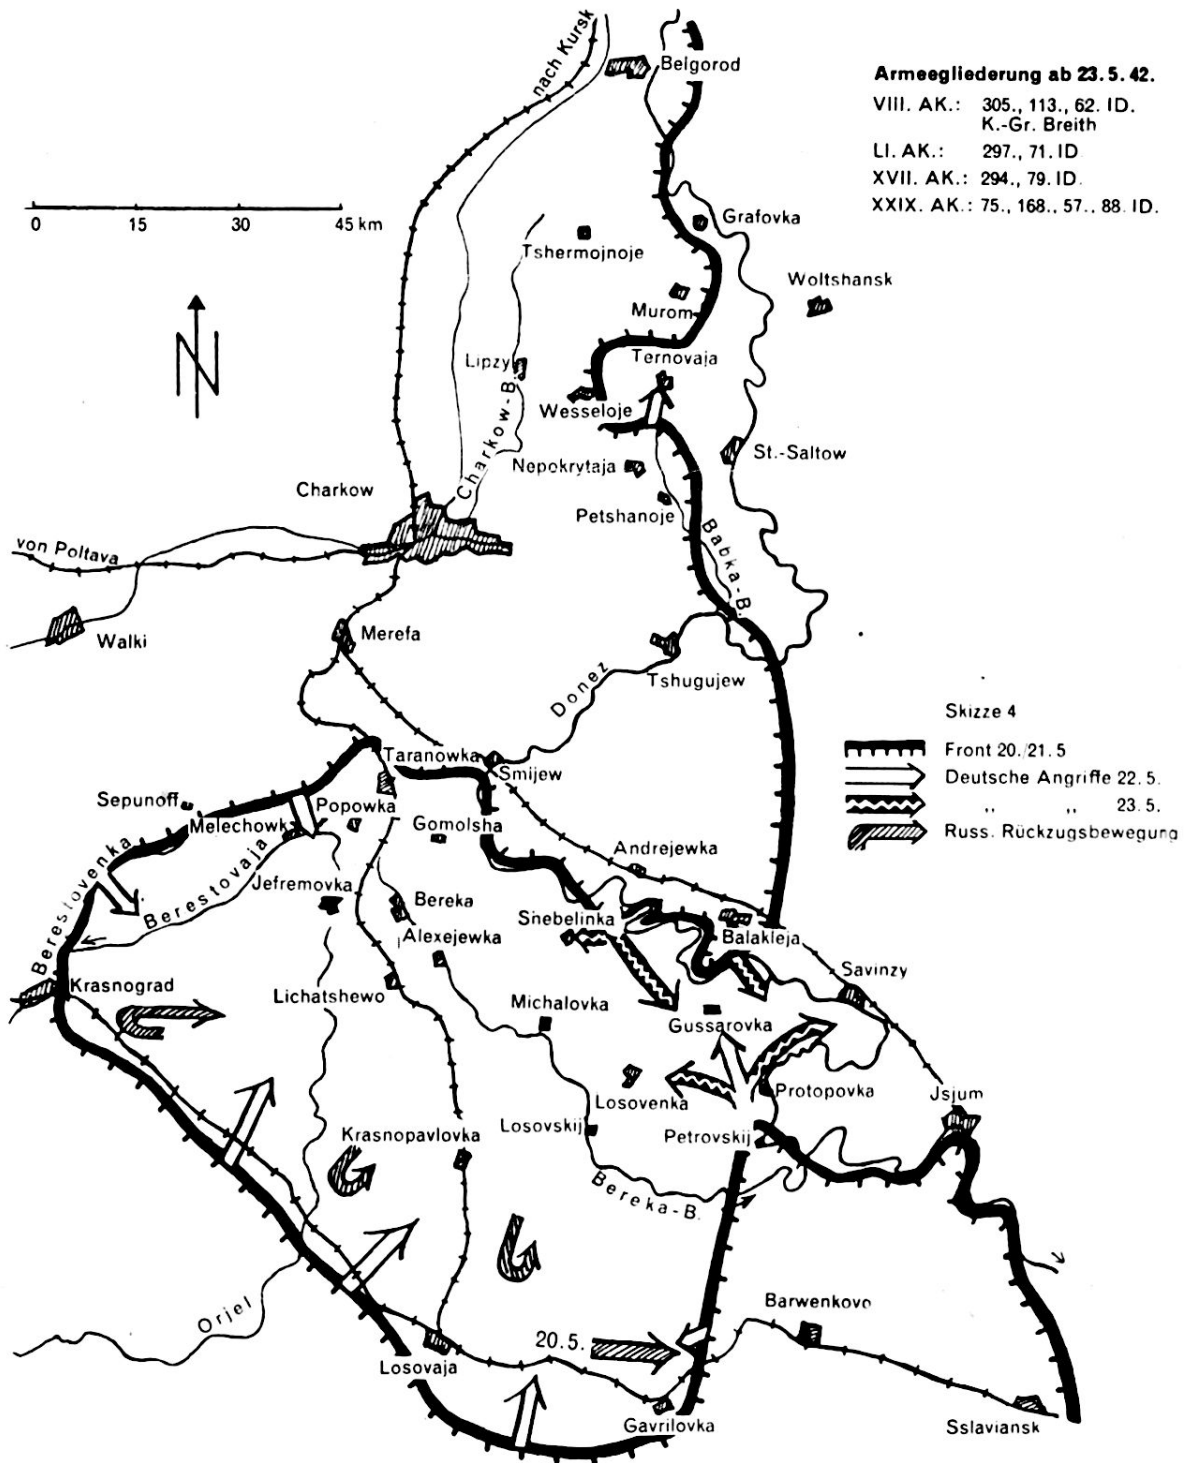 nach Kursk
Belgorod
Armeegliederung ab 23.5.42.
VIII. AK.: 305., 113., 62. ID.
K.-Gr. Breith
LI. AK.: 297., 71. ID
XVII. AK.: 294., 79. ID.
XXIX. AK.: 75., 168., 57., 88. ID.
0 15 30 45 km
Grafovka
Tshermojnoje
Woltshansk
Murom
N
Ternovaja
Lipzy
Wesseloje
Charkow-B.
St.-Saltow
Nepokrytaja
Charkow
Petshanoje
von Poltava
Babka-B.
Walki
Merefa
Donez
Tshugujew
Skizze 4
Front 20./21.5
Taranowka
Smijew
Deutsche Angriffe 22.5.
„ „ 23.5.
Russ. Rückzugsbewegung
Sepunoff
Popowka
Melechowk
Gomolsha
Andrejewka
Berestovenka
Berestovaja
Jefremovka
Bereka
Snebelinka
Alexejewka
Balakleja
Savinzy
Krasnograd
Lichatshewo
Michalovka
Gussarovka
Losovenka
Protopovka
Jsjum
Krasnopavlovka
Losovskij
Petrovskij
Bereka-B.
Orjel
Barwenkovo
20.5.
Losovaja
Gavrilovka
Sslaviansk